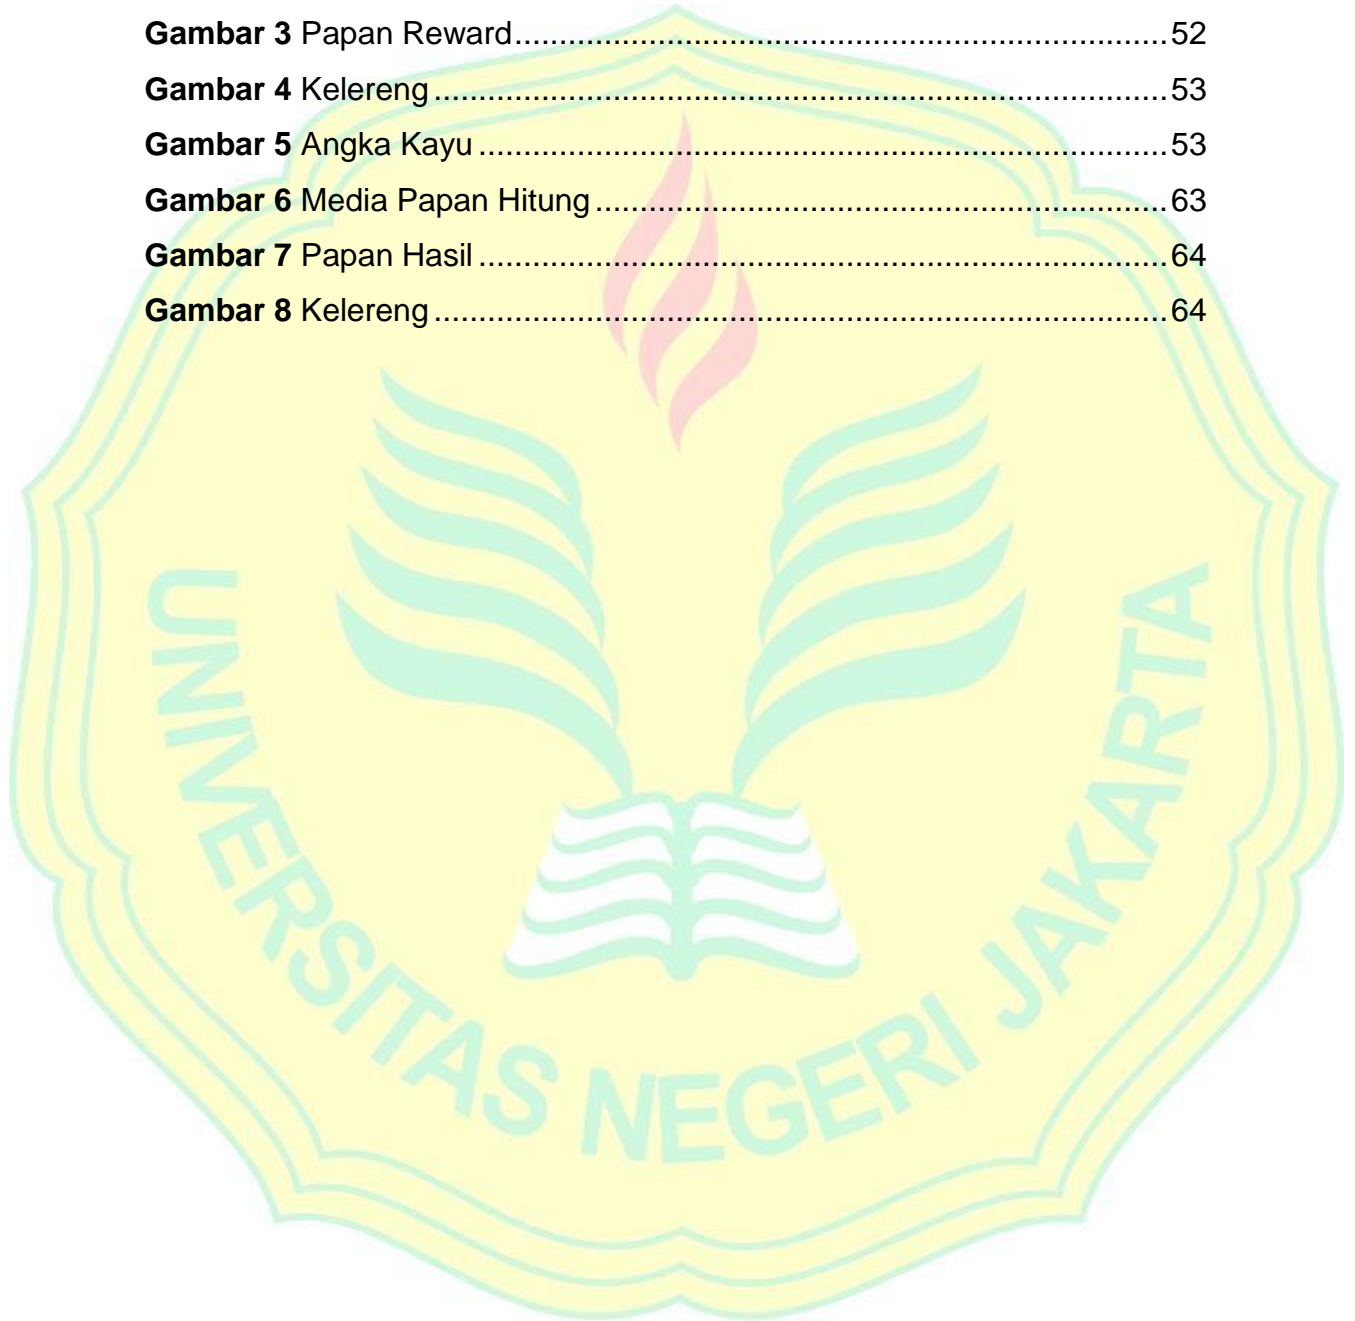 Gambar 3 Papan Reward..........................................................................52
Gambar 4 Kelereng...................................................................................53
Gambar 5 Angka Kayu..............................................................................53
Gambar 6 Media Papan Hitung................................................................63
Gambar 7 Papan Hasil..............................................................................64
Gambar 8 Kelereng...................................................................................64
UNIVERSITAS NEGERI JAKARTA